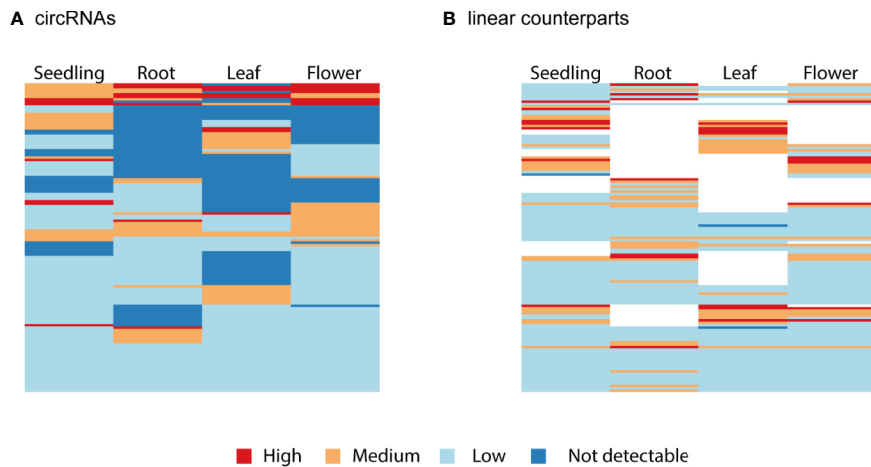 A circRNAs
B linear counterparts
Seedling Root Leaf Flower
Seedling Root Leaf Flower
High Medium Low Not detectable